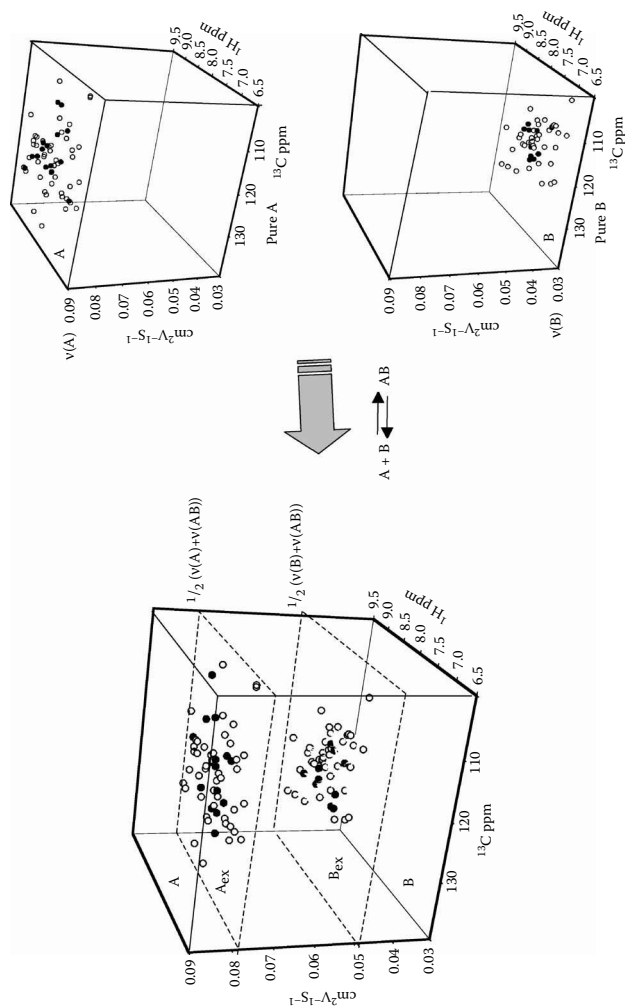 ν(A) 0.09
0.08
0.07
0.06
0.05
0.04
0.03
cm²V⁻¹S⁻¹
A
9.5
9.0
8.5
8.0
7.5
7.0
6.5
¹H ppm
130
120
110
¹³C ppm
Pure A
0.09
0.08
0.07
0.06
0.05
0.04
ν(B) 0.03
cm²V⁻¹S⁻¹
B
9.5
9.0
8.5
8.0
7.5
7.0
6.5
¹H ppm
130
120
110
¹³C ppm
Pure B
A + B
AB
0.09
0.08
0.07
0.06
0.05
0.04
0.03
cm²V⁻¹S⁻¹
A
Aex
Bex
B
1/2 (ν(A)+ν(AB))
1/2 (ν(B)+ν(AB))
9.5
9.0
8.5
8.0
7.5
7.0
6.5
¹H ppm
130
120
110
¹³C ppm